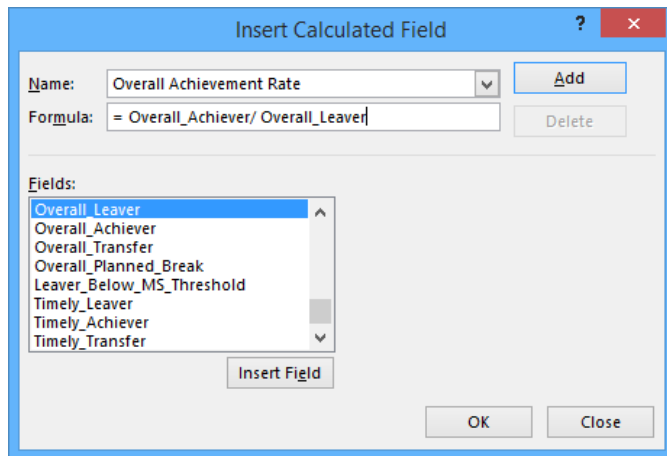 Insert Calculated Field
?
×
Name:
Overall Achievement Rate
Add
Formula:
= Overall_Achiever/ Overall_Leaver
Delete
Fields:
Overall_Leaver
Overall_Achiever
Overall_Transfer
Overall_Planned_Break
Leaver_Below_MS_Threshold
Timely_Leaver
Timely_Achiever
Timely_Transfer
Insert Field
OK
Close